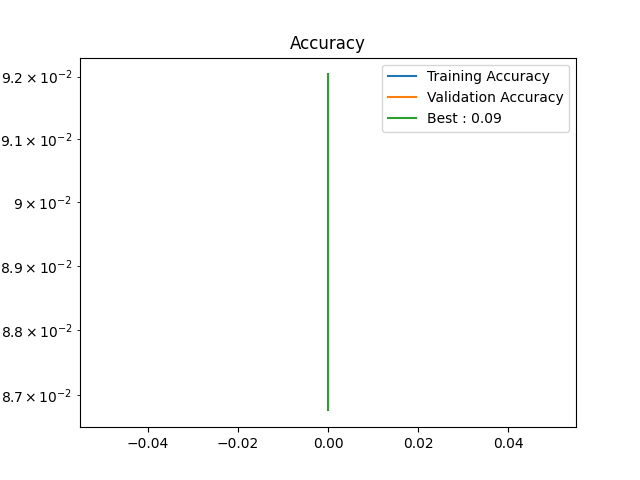 Accuracy
9.2 × 10⁻²
9.1 × 10⁻²
9 × 10⁻²
8.9 × 10⁻²
8.8 × 10⁻²
8.7 × 10⁻²
Training Accuracy
Validation Accuracy
Best : 0.09
−0.04 −0.02 0.00 0.02 0.04